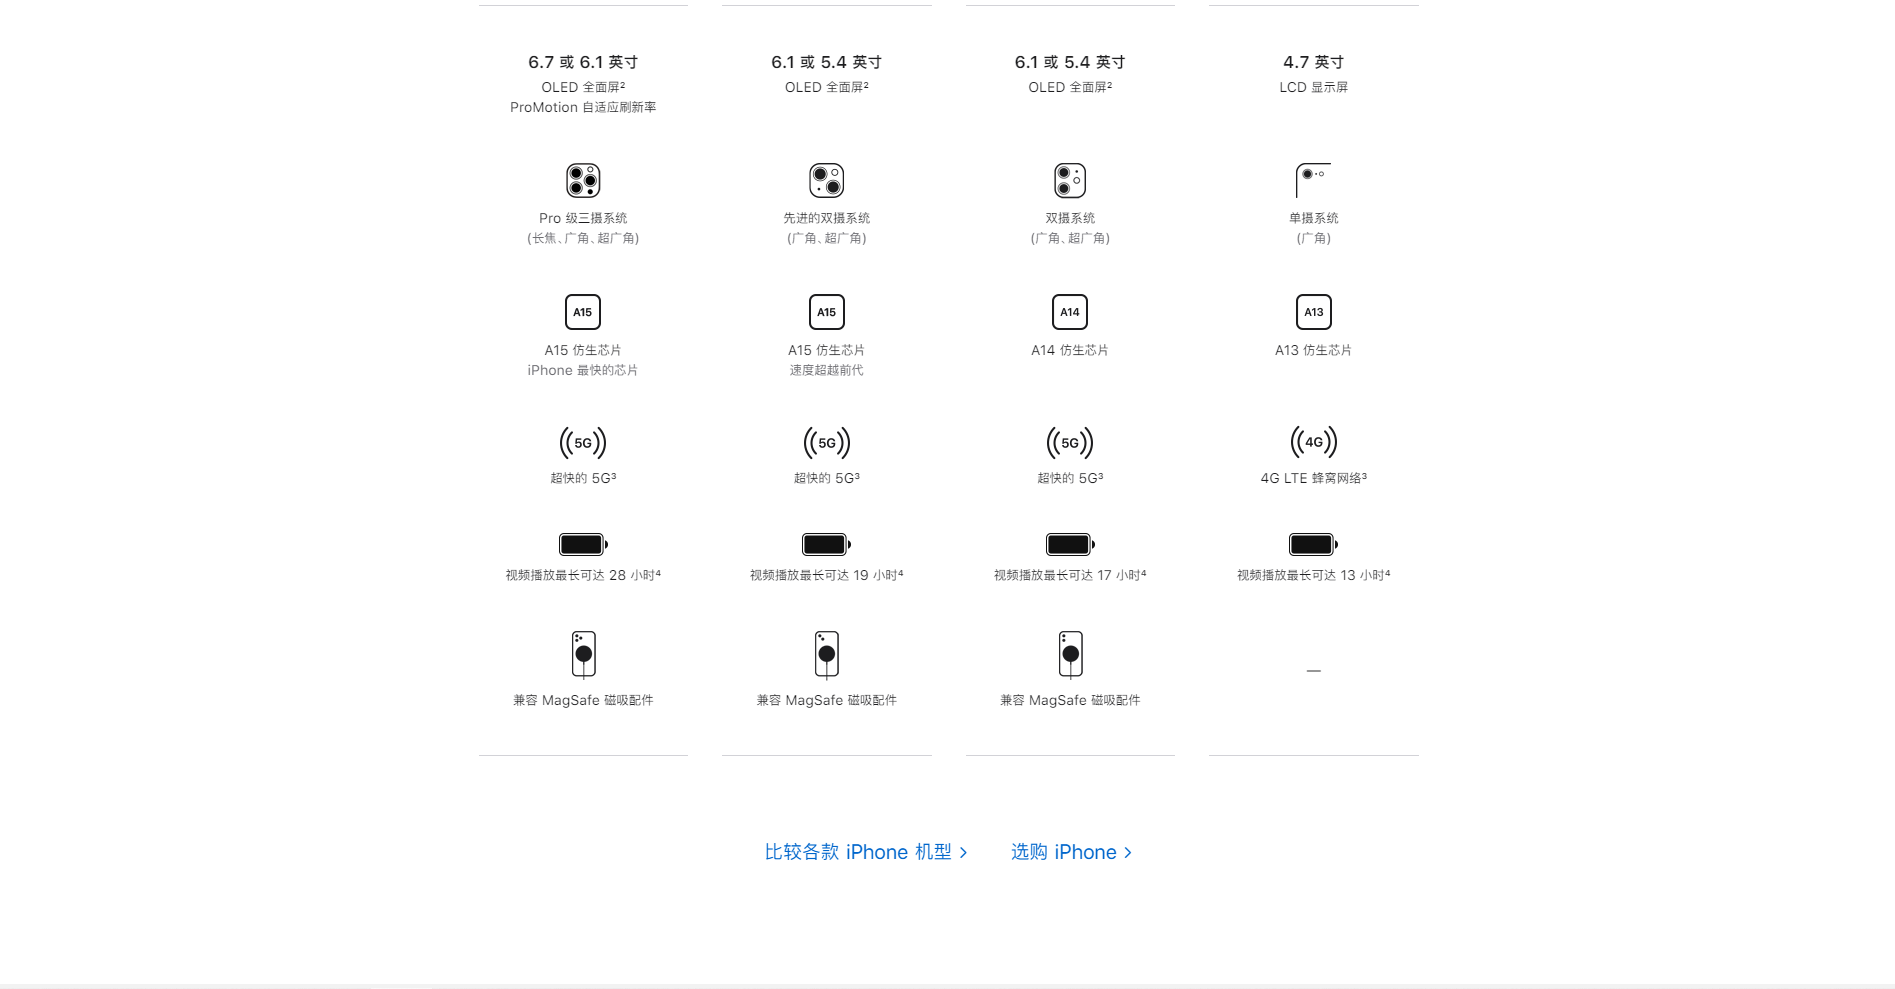 6.7 或 6.1 英寸
OLED 全面屏²
ProMotion 自适应刷新率
6.1 或 5.4 英寸
OLED 全面屏²
6.1 或 5.4 英寸
OLED 全面屏²
4.7 英寸
LCD 显示屏
Pro 级三摄系统
(长焦、广角、超广角)
先进的双摄系统
(广角、超广角)
双摄系统
(广角、超广角)
单摄系统
(广角)
A15
A15 仿生芯片
iPhone 最快的芯片
A15
A15 仿生芯片
速度超越前代
A14
A14 仿生芯片
A13
A13 仿生芯片
5G
超快的 5G³
5G
超快的 5G³
5G
超快的 5G³
4G
4G LTE 蜂窝网络³
视频播放最长可达 28 小时⁴
视频播放最长可达 19 小时⁴
视频播放最长可达 17 小时⁴
视频播放最长可达 13 小时⁴
兼容 MagSafe 磁吸配件
兼容 MagSafe 磁吸配件
兼容 MagSafe 磁吸配件
—
比较各款 iPhone 机型 >
选购 iPhone >